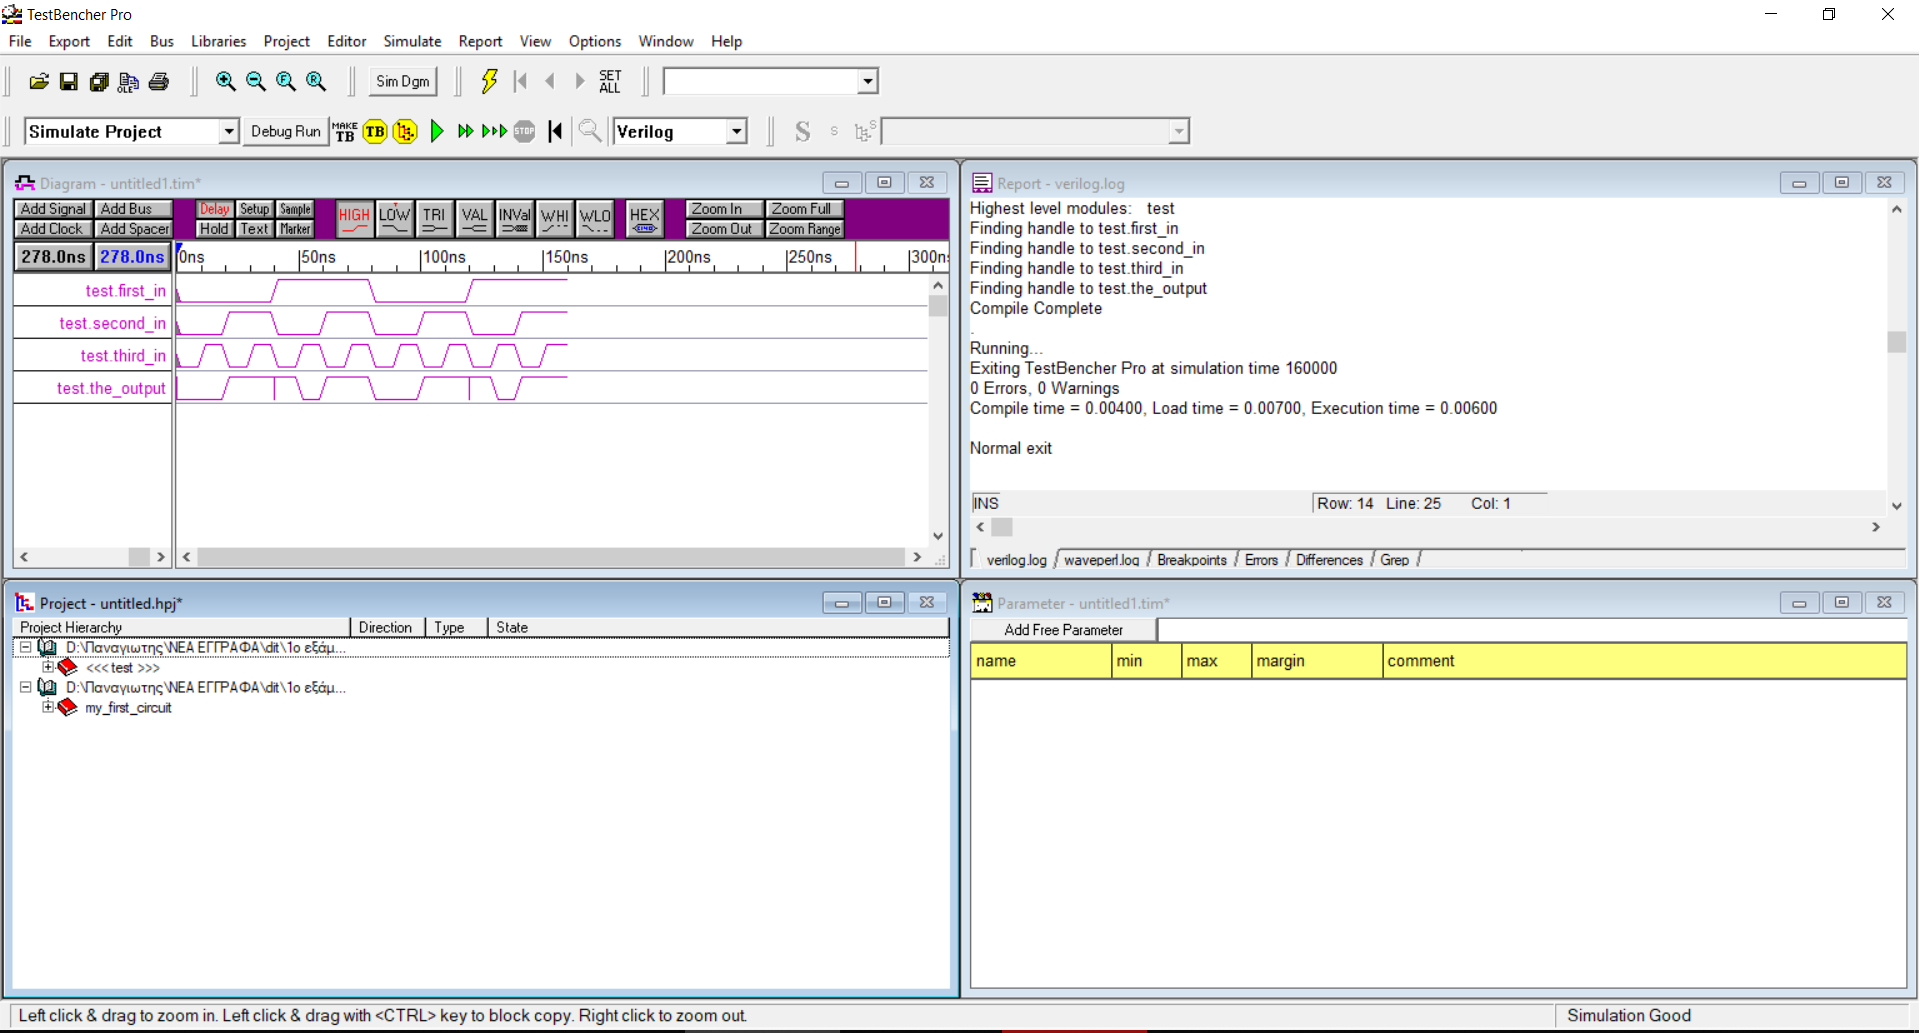 TestBencher Pro
File Export Edit Bus Libraries Project Editor Simulate Report View Options Window Help
OLE F R Sim Dgm SET ALL
Simulate Project Debug Run MAKE TB TB STOP Verilog S s S
Diagram - untitled1.tim*
Add Signal Add Bus Delay Setup Sample HIGH LOW TRI VAL INVal WHI WLO HEX Zoom In Zoom Full
Add Clock Add Spacer Hold Text Marker Zoom Out Zoom Range
278.0ns 278.0ns 0ns 50ns 100ns 150ns 200ns 250ns 300ns
test.first_in
test.second_in
test.third_in
test.the_output
Report - verilog.log
Highest level modules: test
Finding handle to test.first_in
Finding handle to test.second_in
Finding handle to test.third_in
Finding handle to test.the_output
Compile Complete
.
Running...
Exiting TestBencher Pro at simulation time 160000
0 Errors, 0 Warnings
Compile time = 0.00400, Load time = 0.00700, Execution time = 0.00600
Normal exit
INS Row: 14 Line: 25 Col: 1
verilog.log waveperl.log Breakpoints Errors Differences Grep
Project - untitled.hpj*
Project Hierarchy Direction Type State
D:\Παναγιωτης\ΝΕΑ ΕΓΓΡΑΦΑ\dit\1ο εξάμ...
<<< test >>>
D:\Παναγιωτης\ΝΕΑ ΕΓΓΡΑΦΑ\dit\1ο εξάμ...
my_first_circuit
Parameter - untitled1.tim*
Add Free Parameter
name min max margin comment
Left click & drag to zoom in. Left click & drag with <CTRL> key to block copy. Right click to zoom out.
Simulation Good